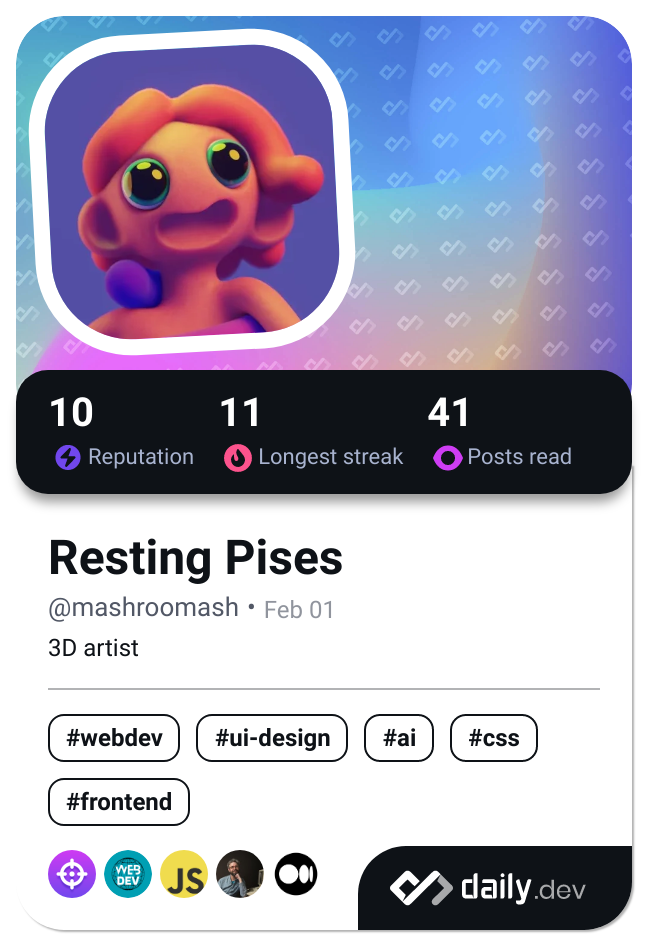 10 11 41
Reputation Longest streak Posts read
Resting Pises
@mashroomash • Feb 01
3D artist
#webdev #ui-design #ai #css
#frontend
WEB
DEV
JS
daily.dev